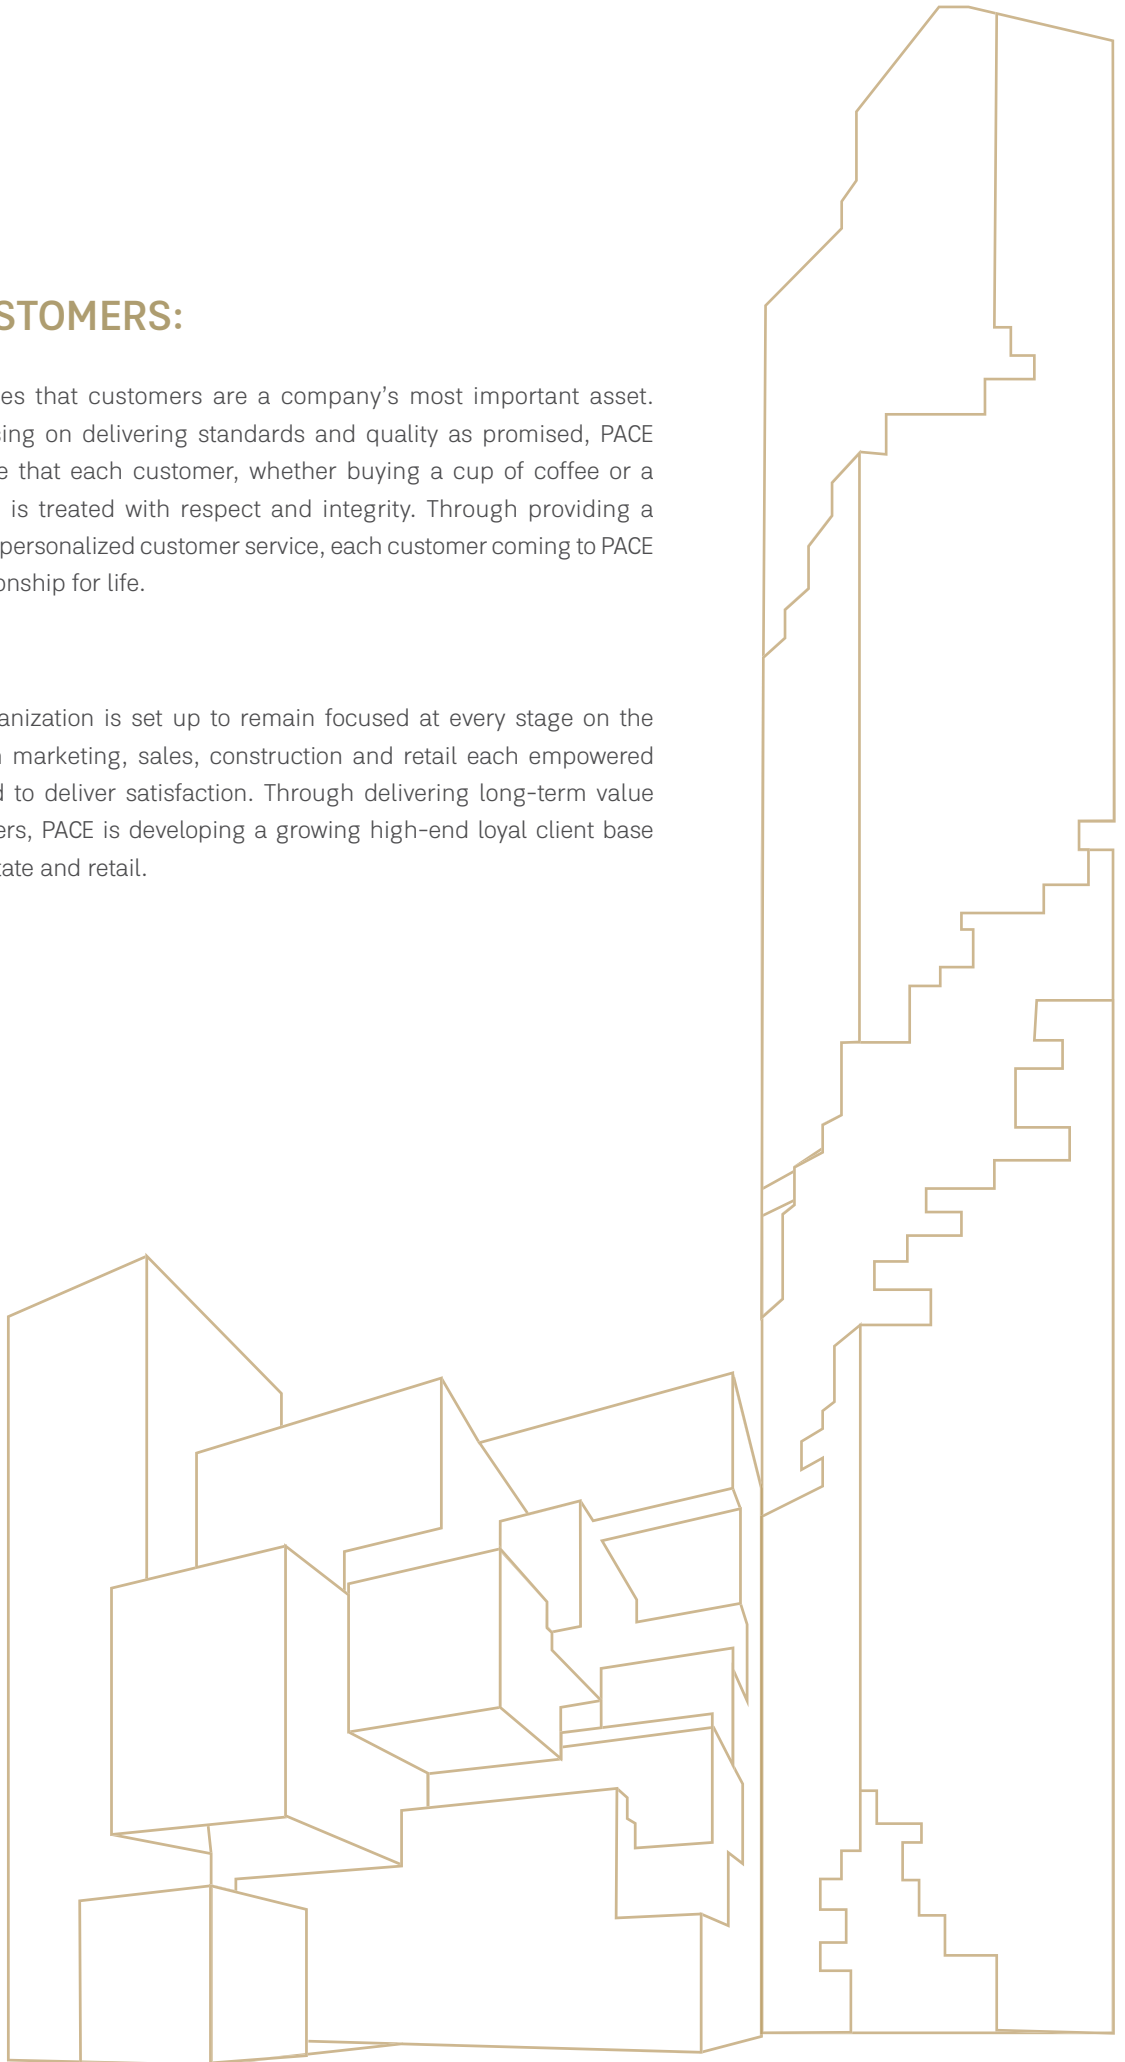 STOMERS:
es that customers are a company's most important asset.
sing on delivering standards and quality as promised, PACE
e that each customer, whether buying a cup of coffee or a
is treated with respect and integrity. Through providing a
personalized customer service, each customer coming to PACE
onship for life.
anization is set up to remain focused at every stage on the
marketing, sales, construction and retail each empowered
d to deliver satisfaction. Through delivering long-term value
ers, PACE is developing a growing high-end loyal client base
tate and retail.